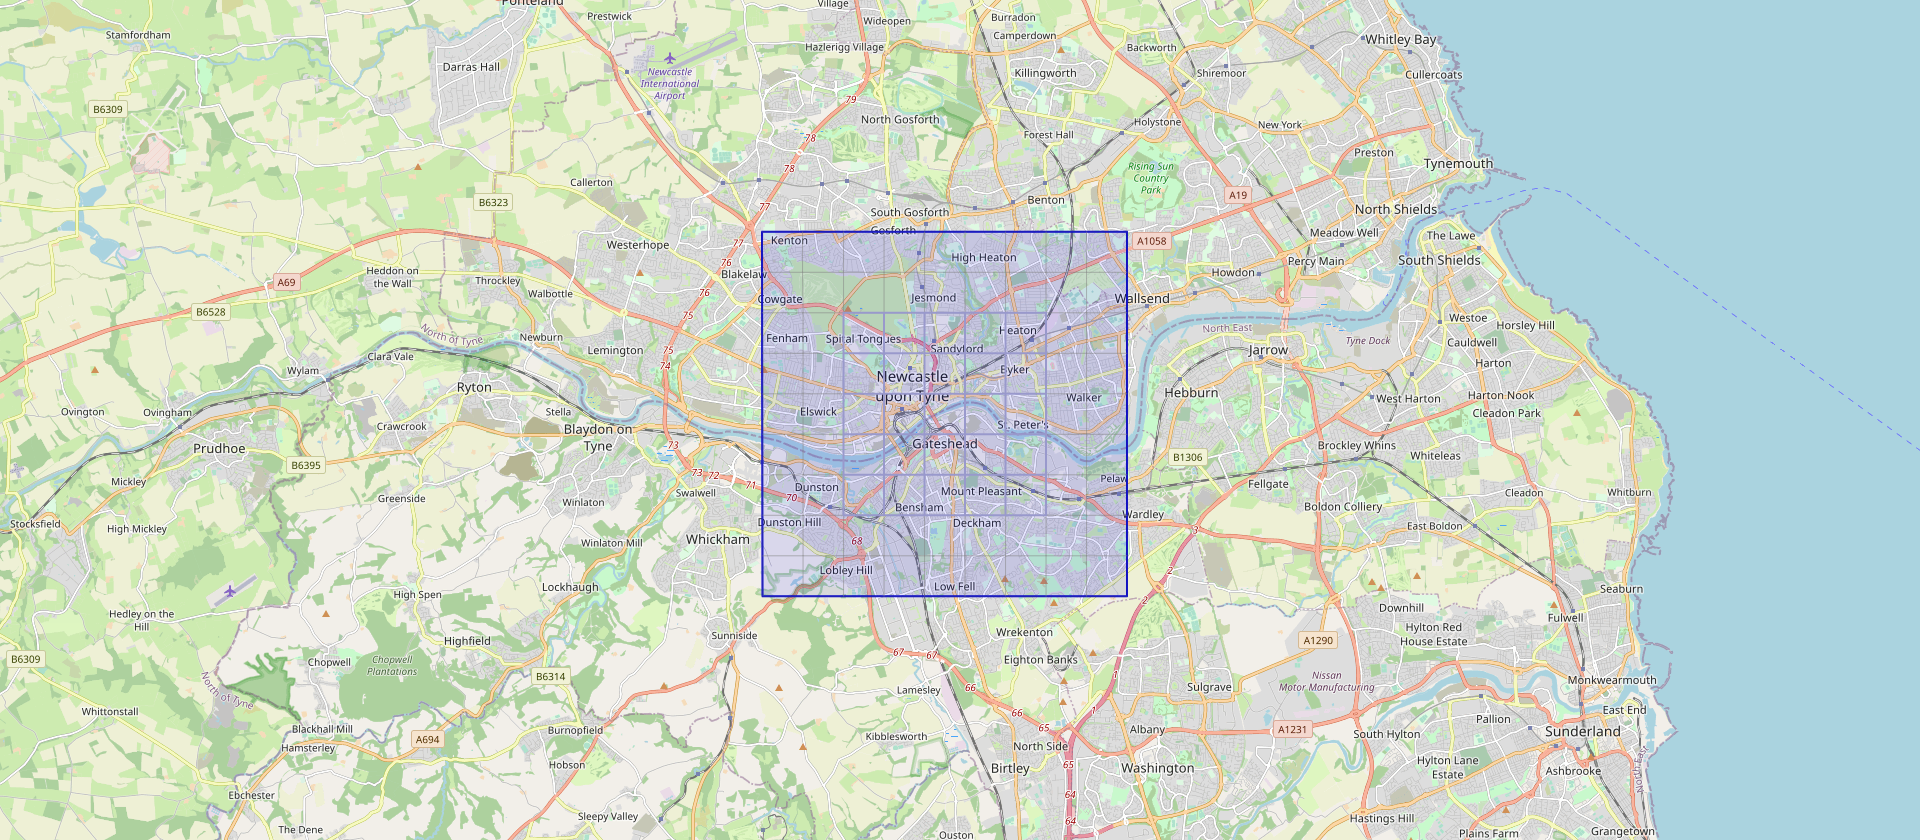 Ponteland
Prestwick
Village
Wideopen
Burradon
Camperdown
Stamfordham
Hazlerigg Village
Backworth
Whitley Bay
Darras Hall
Newcastle
International
Airport
Killingworth
Shiremoor
Cullercoats
B6309
79
North Gosforth
Holystone
New York
78
Forest Hall
Preston
78
Rising Sun
Country
Park
Tynemouth
Callerton
B6323
77
Benton
A19
South Gosforth
North Shields
Gosforth
Meadow Well
The Lawe
Westerhope
77
Kenton
A1058
High Heaton
Percy Main
South Shields
76
Blakelaw
Howdon
Heddon on
the Wall
A69
Throckley
Walbottle
76
Cowgate
Jesmond
Wallsend
B6528
75
Westoe
Horsley Hill
North of Tyne
Newburn
Fenham
Spital Tongues
Heaton
North East
Tyne Dock
Cauldwell
Clara Vale
Lemington
75
Sandyford
Jarrow
Harton
Wylam
74
Newcastle
upon Tyne
Eyker
Ryton
Hebburn
Harton Nook
Walker
West Harton
Ovington
Ovingham
Stella
Elswick
Cleadon Park
Crawcrook
Blaydon on
Tyne
St. Peter's
Prudhoe
73
Gateshead
Brockley Whins
Whiteleas
B6395
B1306
73
72
71
Mickley
Pelaw
Fellgate
Greenside
Swalwell
70
Dunston
Mount Pleasant
Cleadon
Whitburn
Winlaton
Bensham
Boldon Colliery
Stocksfield
High Mickley
Dunston Hill
Deckham
Wardley
East Boldon
Winlaton Mill
Whickham
68
3
Lobley Hill
2
Lockhaugh
Low Fell
Seaburn
High Spen
2
Downhill
Hedley on the
Hill
Fulwell
Sunniside
Wrekenton
Hylton Red
House Estate
Highfield
A1290
B6309
Chopwell
Chopwell
Plantations
67
67
Eighton Banks
B6314
1
Nissan
Motor Manufacturing
Monkwearmouth
North of Tyne
Lamesley
66
Sulgrave
Whittonstall
66
1
East End
Blackhall Mill
Burnopfield
65
Albany
A1231
Pallion
Hamsterley
A694
Kibblesworth
North Side
South Hylton
Sunderland
Hobson
65
Birtley
Washington
Hylton Lane
Estate
Ashbrooke
Ebchester
64
Sleepy Valley
Hastings Hill
The Dene
64
Ouston
Plains Farm
Grangetown